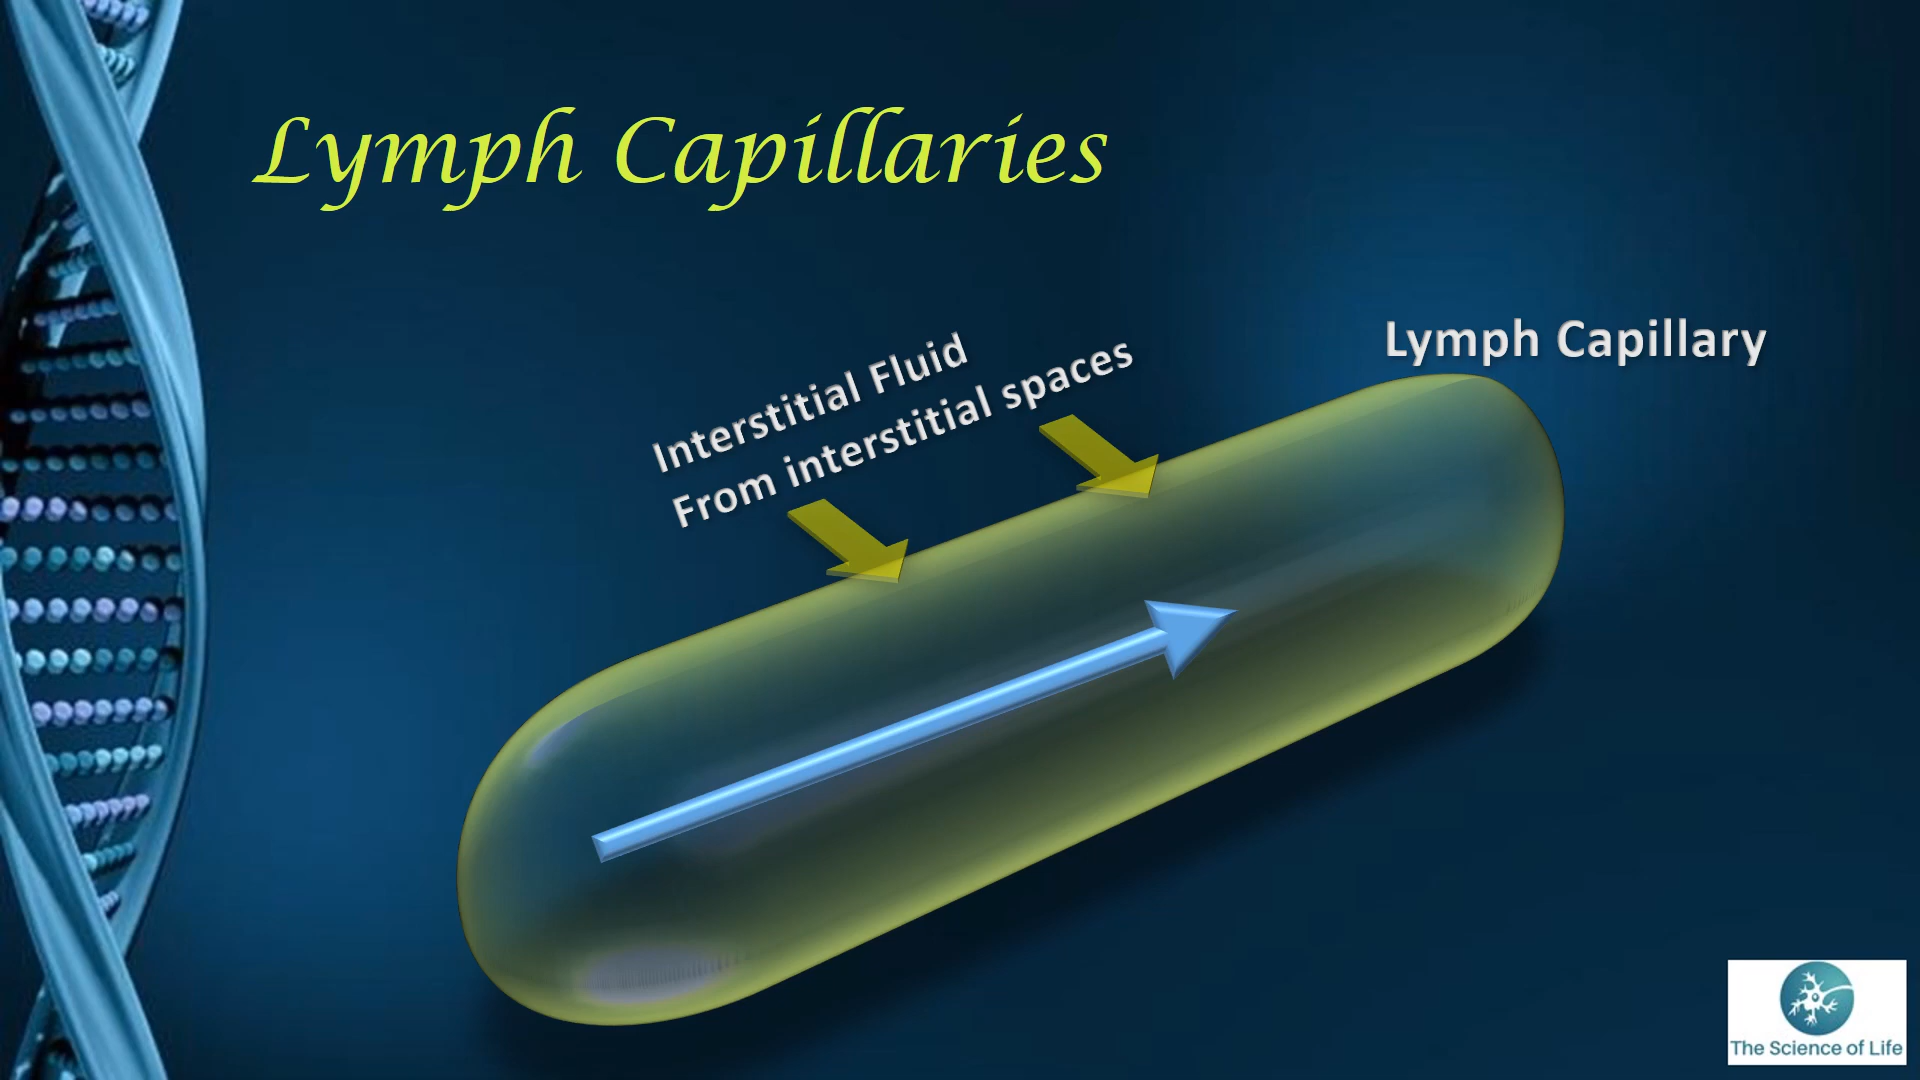 Lymph Capillaries
Interstitial Fluid
From interstitial spaces
Lymph Capillary
The Science of Life